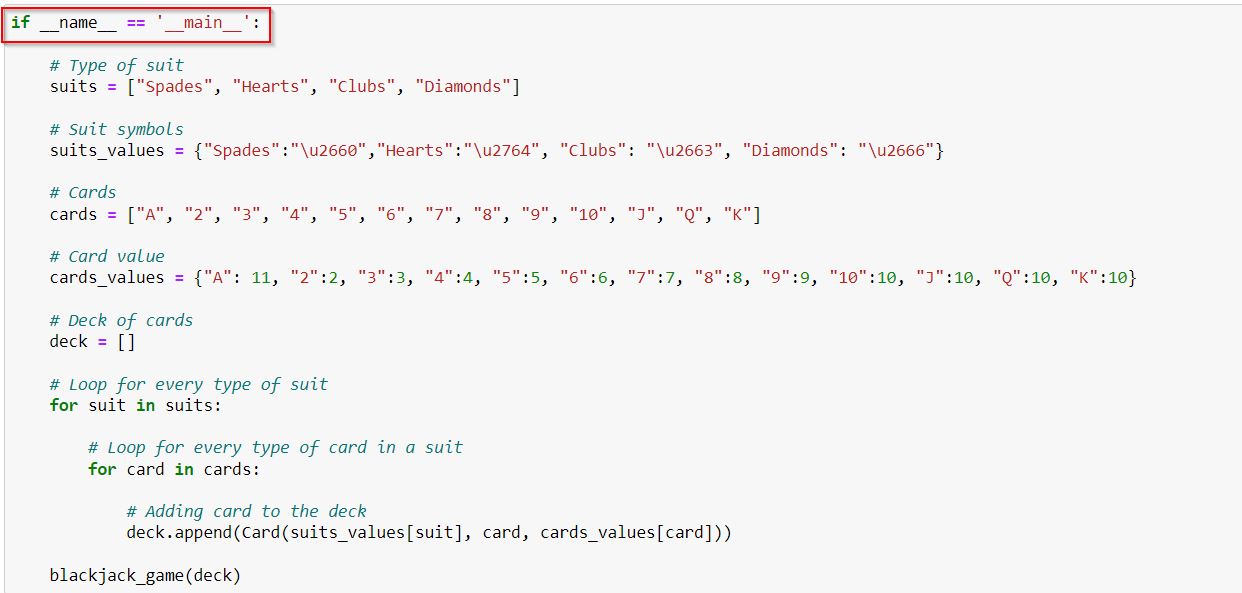 if __name__ == '__main__':
# Type of suit
suits = ["Spades", "Hearts", "Clubs", "Diamonds"]
# Suit symbols
suits_values = {"Spades":"\u2660","Hearts":"\u2764", "Clubs": "\u2663", "Diamonds": "\u2666"}
# Cards
cards = ["A", "2", "3", "4", "5", "6", "7", "8", "9", "10", "J", "Q", "K"]
# Card value
cards_values = {"A": 11, "2":2, "3":3, "4":4, "5":5, "6":6, "7":7, "8":8, "9":9, "10":10, "J":10, "Q":10, "K":10}
# Deck of cards
deck = []
# Loop for every type of suit
for suit in suits:
# Loop for every type of card in a suit
for card in cards:
# Adding card to the deck
deck.append(Card(suits_values[suit], card, cards_values[card]))
blackjack_game(deck)